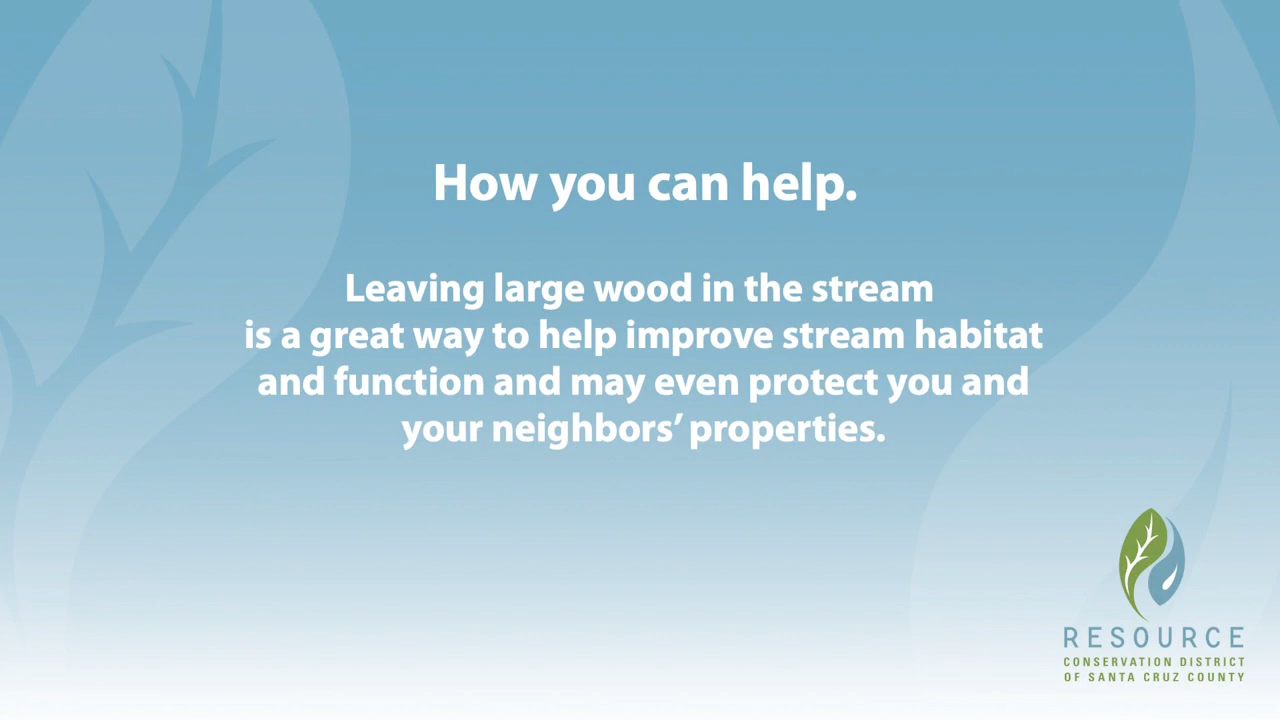 How you can help.
Leaving large wood in the stream
is a great way to help improve stream habitat
and function and may even protect you and
your neighbors’ properties.
RESOURCE
CONSERVATION DISTRICT
OF SANTA CRUZ COUNTY